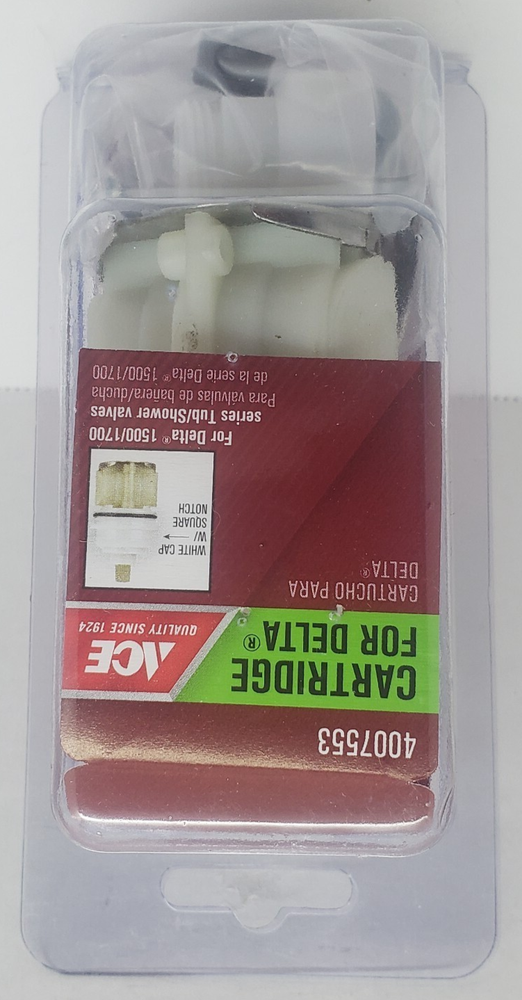 4007553
CARTRIDGE
FOR DELTA®
ACE
QUALITY SINCE 1924
CARTUCHO PARA
DELTA®
WHITE CAP
W/
SQUARE
NOTCH
For Delta® 1500/1700
series Tub/Shower valves
Para válvulas de bañera/ducha
de la serie Delta® 1500/1700